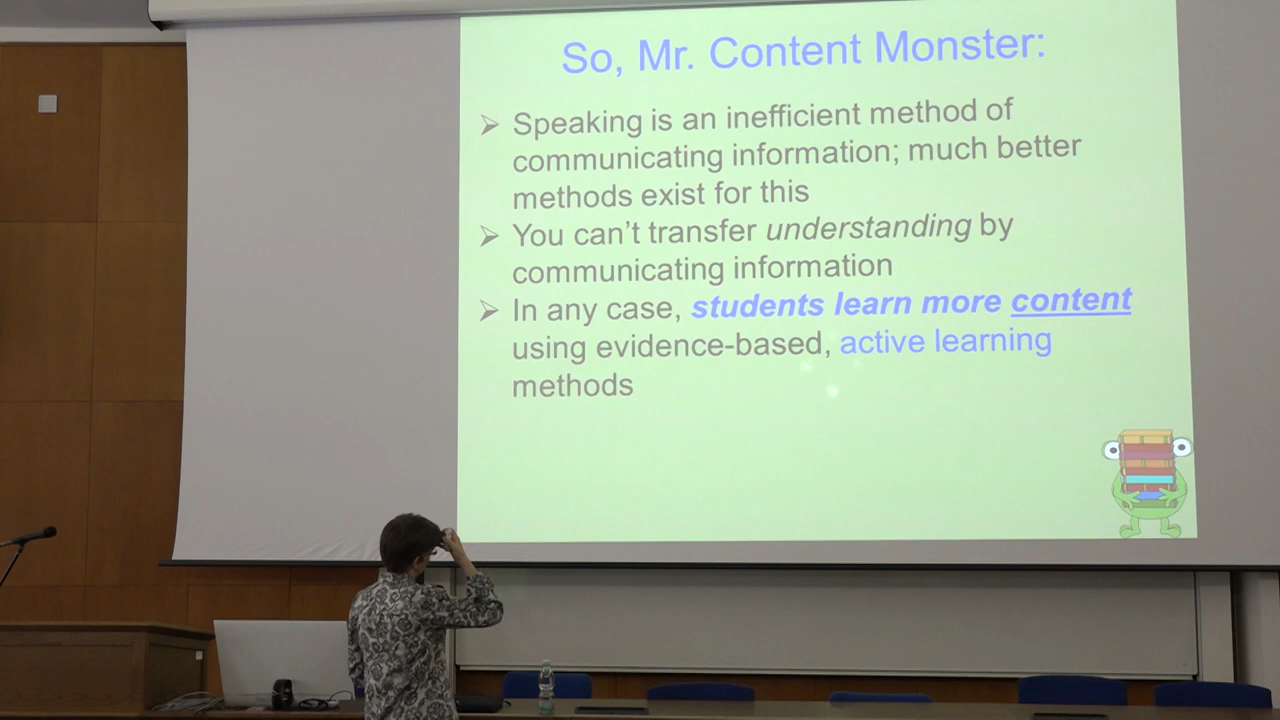 So, Mr. Content Monster:
Speaking is an inefficient method of
communicating information; much better
methods exist for this
You can't transfer understanding by
communicating information
In any case, students learn more content
using evidence-based, active learning
methods